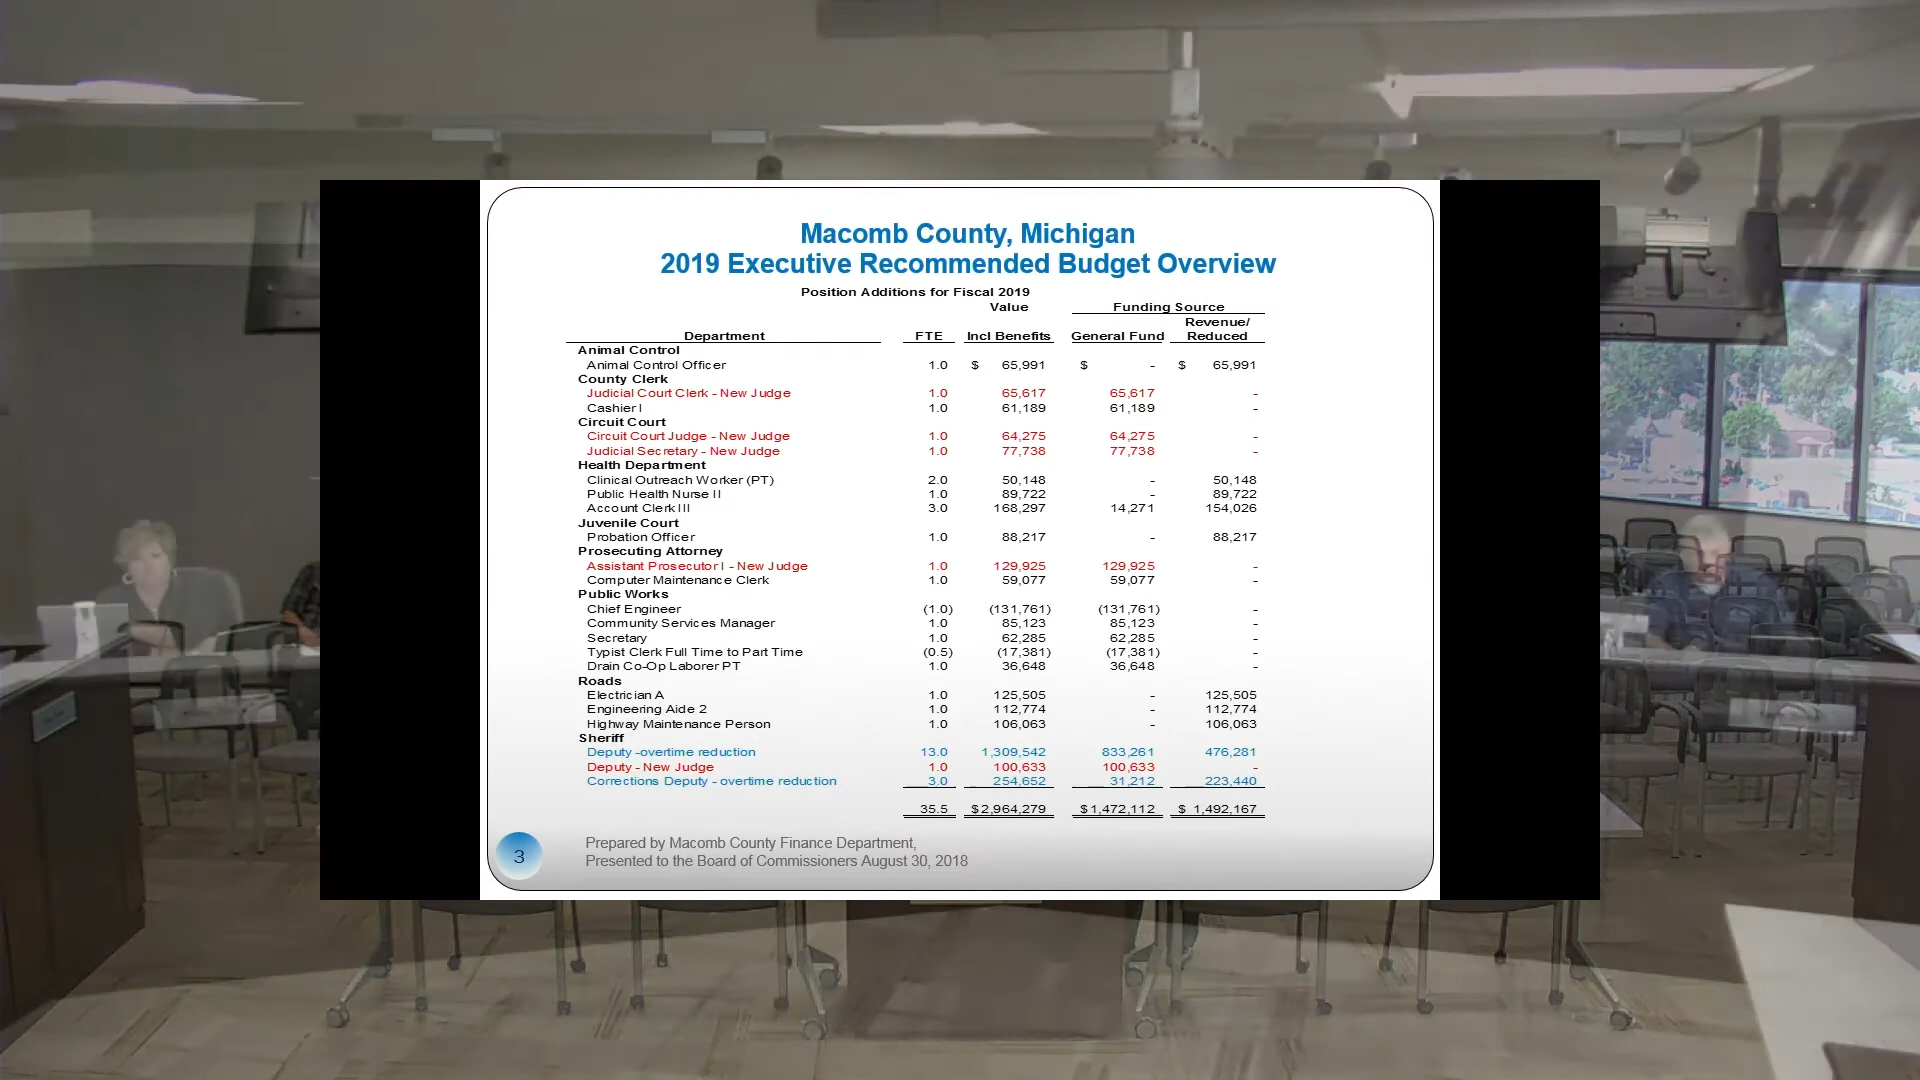 Macomb County, Michigan
2019 Executive Recommended Budget Overview
Position Additions for Fiscal 2019
Value Funding Source
Revenue/
Department FTE Incl Benefits General Fund Reduced
Animal Control
Animal Control Officer 1.0 $ 65,991 $ - $ 65,991
County Clerk
Judicial Court Clerk - New Judge 1.0 65,617 65,617 -
Cashier I 1.0 61,189 61,189 -
Circuit Court
Circuit Court Judge - New Judge 1.0 64,275 64,275 -
Judicial Secretary - New Judge 1.0 77,738 77,738 -
Health Department
Clinical Outreach Worker (PT) 2.0 50,148 - 50,148
Public Health Nurse II 1.0 89,722 - 89,722
Account Clerk III 3.0 168,297 14,271 154,026
Juvenile Court
Probation Officer 1.0 88,217 - 88,217
Prosecuting Attorney
Assistant Prosecutor I - New Judge 1.0 129,925 129,925 -
Computer Maintenance Clerk 1.0 59,077 59,077 -
Public Works
Chief Engineer (1.0) (131,761) (131,761) -
Community Services Manager 1.0 85,123 85,123 -
Secretary 1.0 62,285 62,285 -
Typist Clerk Full Time to Part Time (0.5) (17,381) (17,381) -
Drain Co-Op Laborer PT 1.0 36,648 36,648 -
Roads
Electrician A 1.0 125,505 - 125,505
Engineering Aide 2 1.0 112,774 - 112,774
Highway Maintenance Person 1.0 106,063 - 106,063
Sheriff
Deputy -overtime reduction 13.0 1,309,542 833,261 476,281
Deputy - New Judge 1.0 100,633 100,633 -
Corrections Deputy - overtime reduction 3.0 254,652 31,212 223,440
35.5 $ 2,964,279 $ 1,472,112 $ 1,492,167
Prepared by Macomb County Finance Department,
Presented to the Board of Commissioners August 30, 2018
3